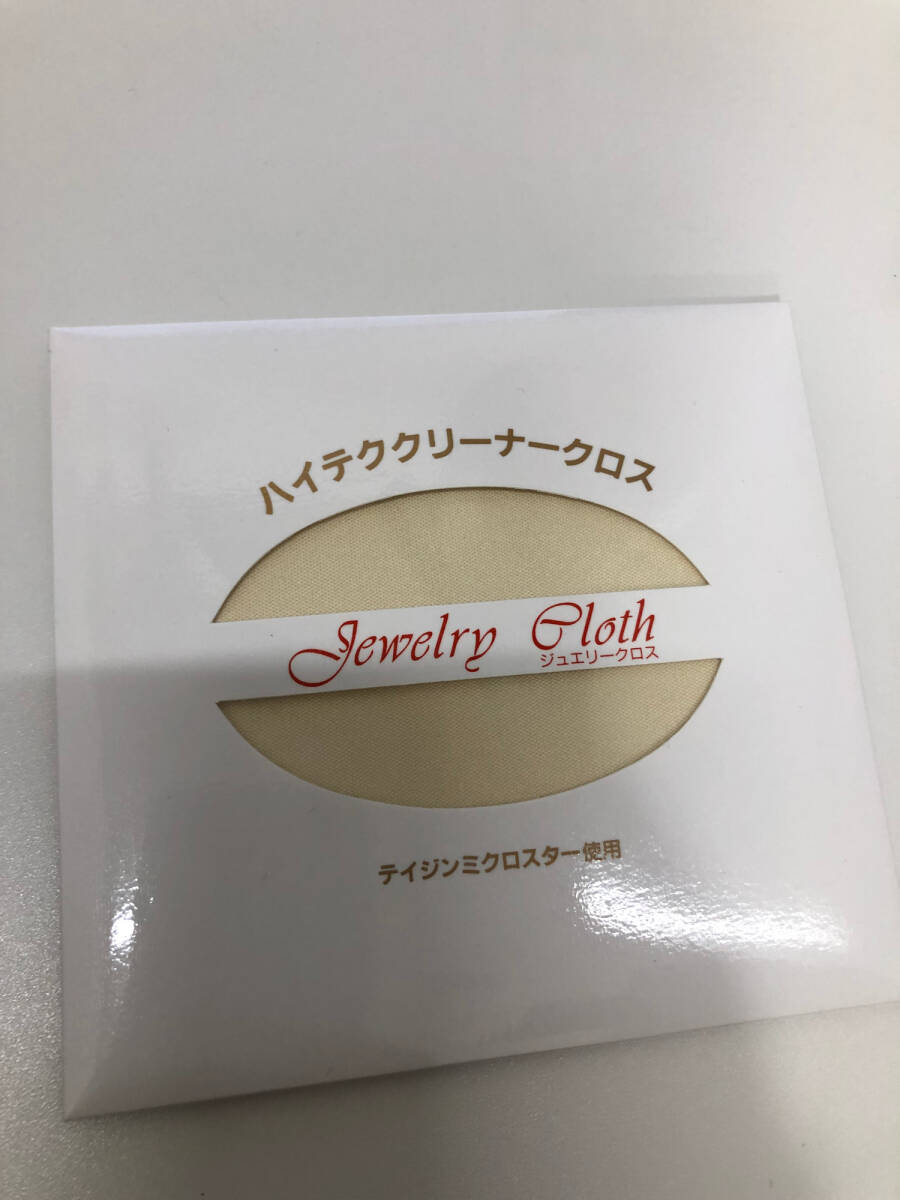 ハイテククリーナークロス
Jewelry Cloth
ジュエリークロス
テイジンミクロスター使用